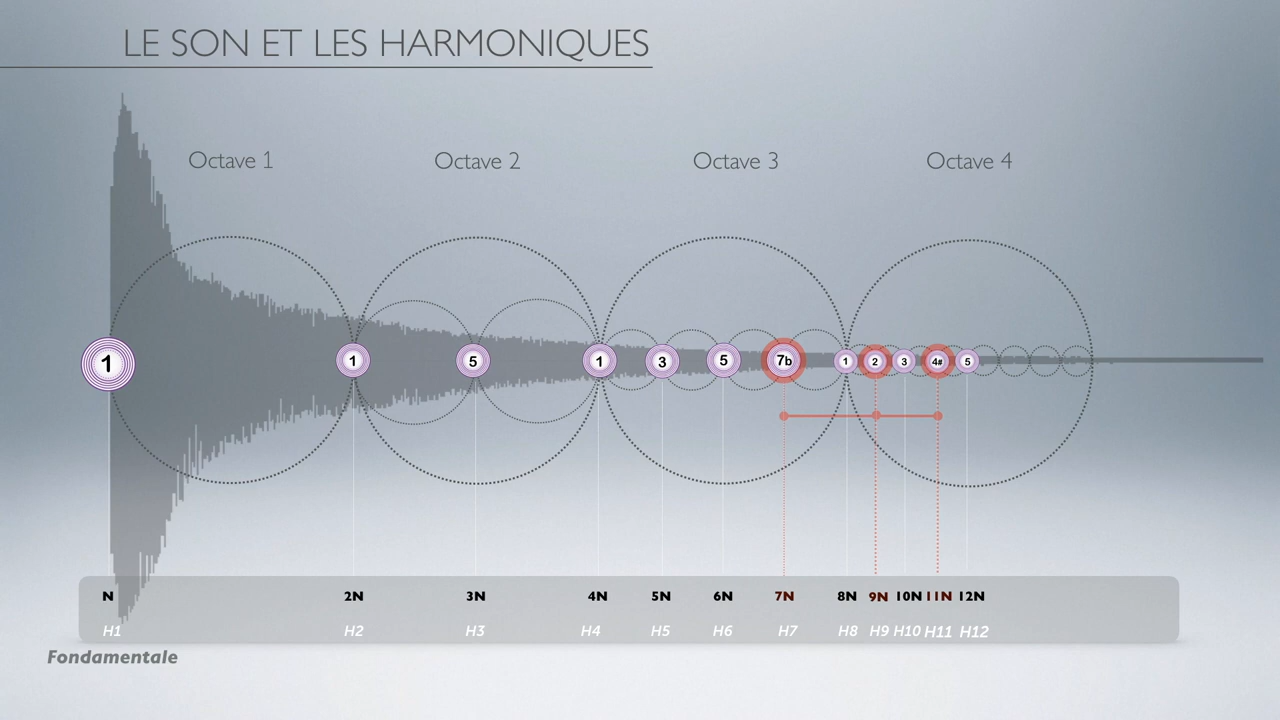 LE SON ET LES HARMONIQUES
Octave 1 Octave 2 Octave 3 Octave 4
1 1 5 1 3 5 7b 1 2 3 4# 5
N 2N 3N 4N 5N 6N 7N 8N 9N 10N 11N 12N
H1 H2 H3 H4 H5 H6 H7 H8 H9 H10 H11 H12
Fondamentale